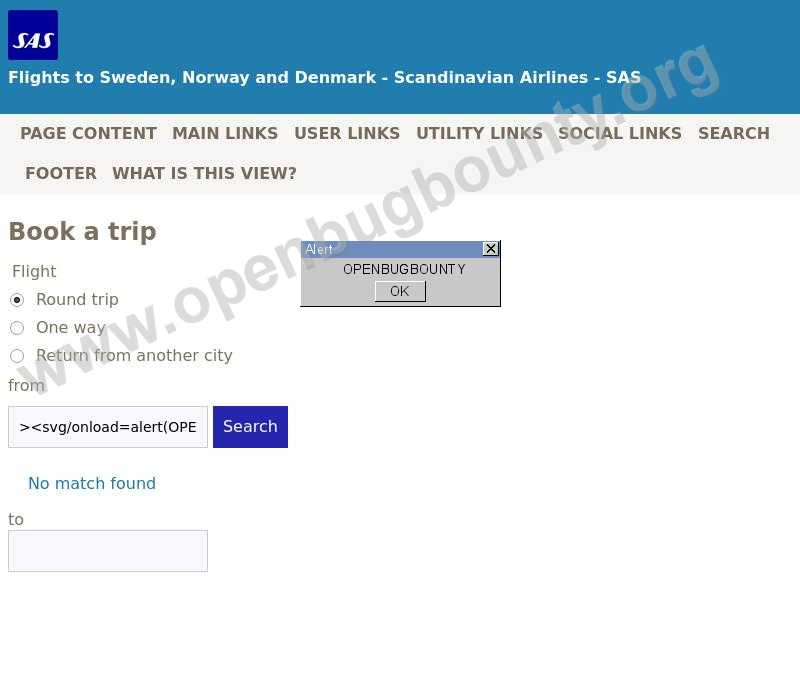 SAS
Flights to Sweden, Norway and Denmark - Scandinavian Airlines - SAS
PAGE CONTENT MAIN LINKS USER LINKS UTILITY LINKS SOCIAL LINKS SEARCH
FOOTER WHAT IS THIS VIEW?
www.openbugbounty.org
Book a trip
Alert
OPENBUGBOUNTY
OK
Flight
Round trip
One way
Return from another city
from
><svg/onload=alert(OPE Search
No match found
to